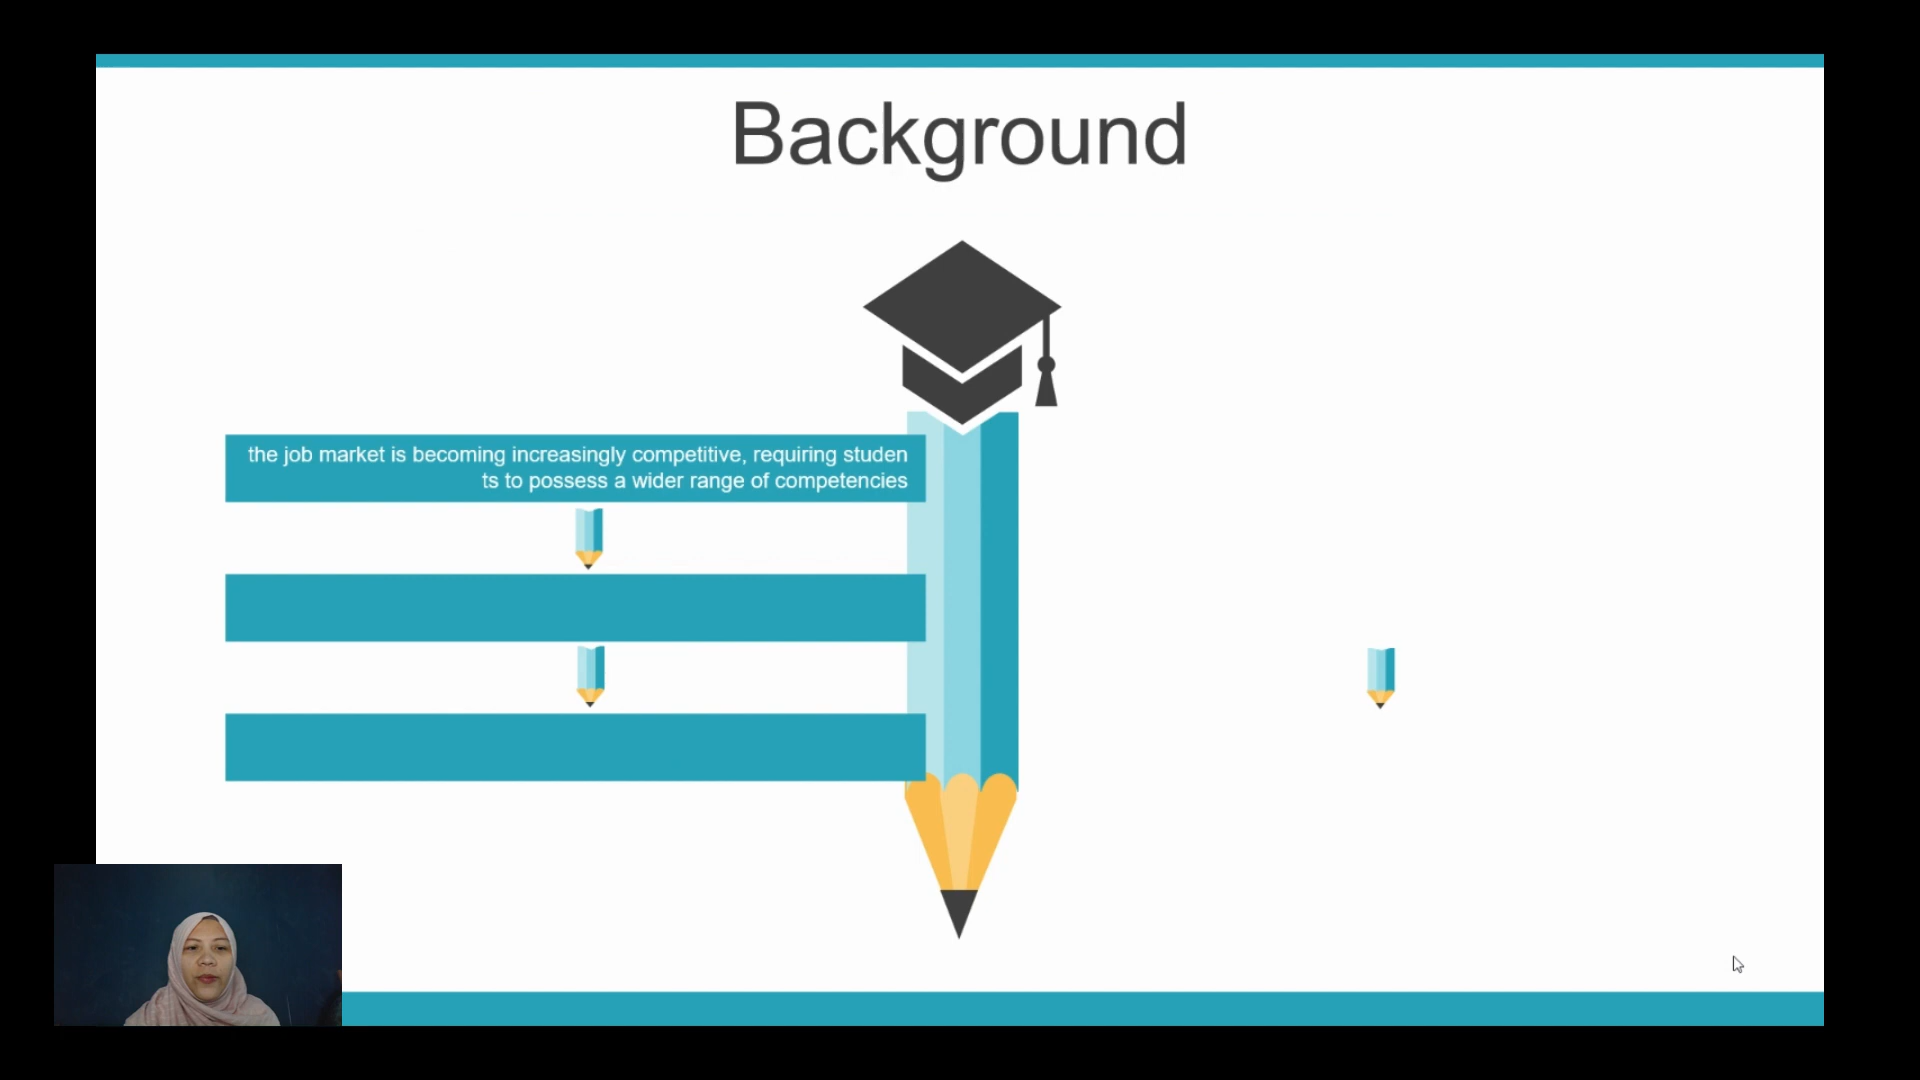 Background
the job market is becoming increasingly competitive, requiring studen
ts to possess a wider range of competencies